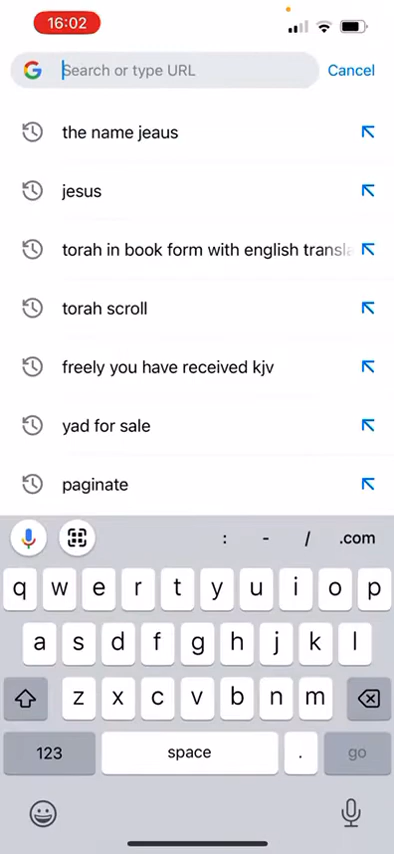 16:02
Search or type URL
Cancel
the name jeaus
jesus
torah in book form with english transla
torah scroll
freely you have received kjv
yad for sale
paginate
: - / .com
q w e r t y u i o p
a s d f g h j k l
z x c v b n m
123 space . go